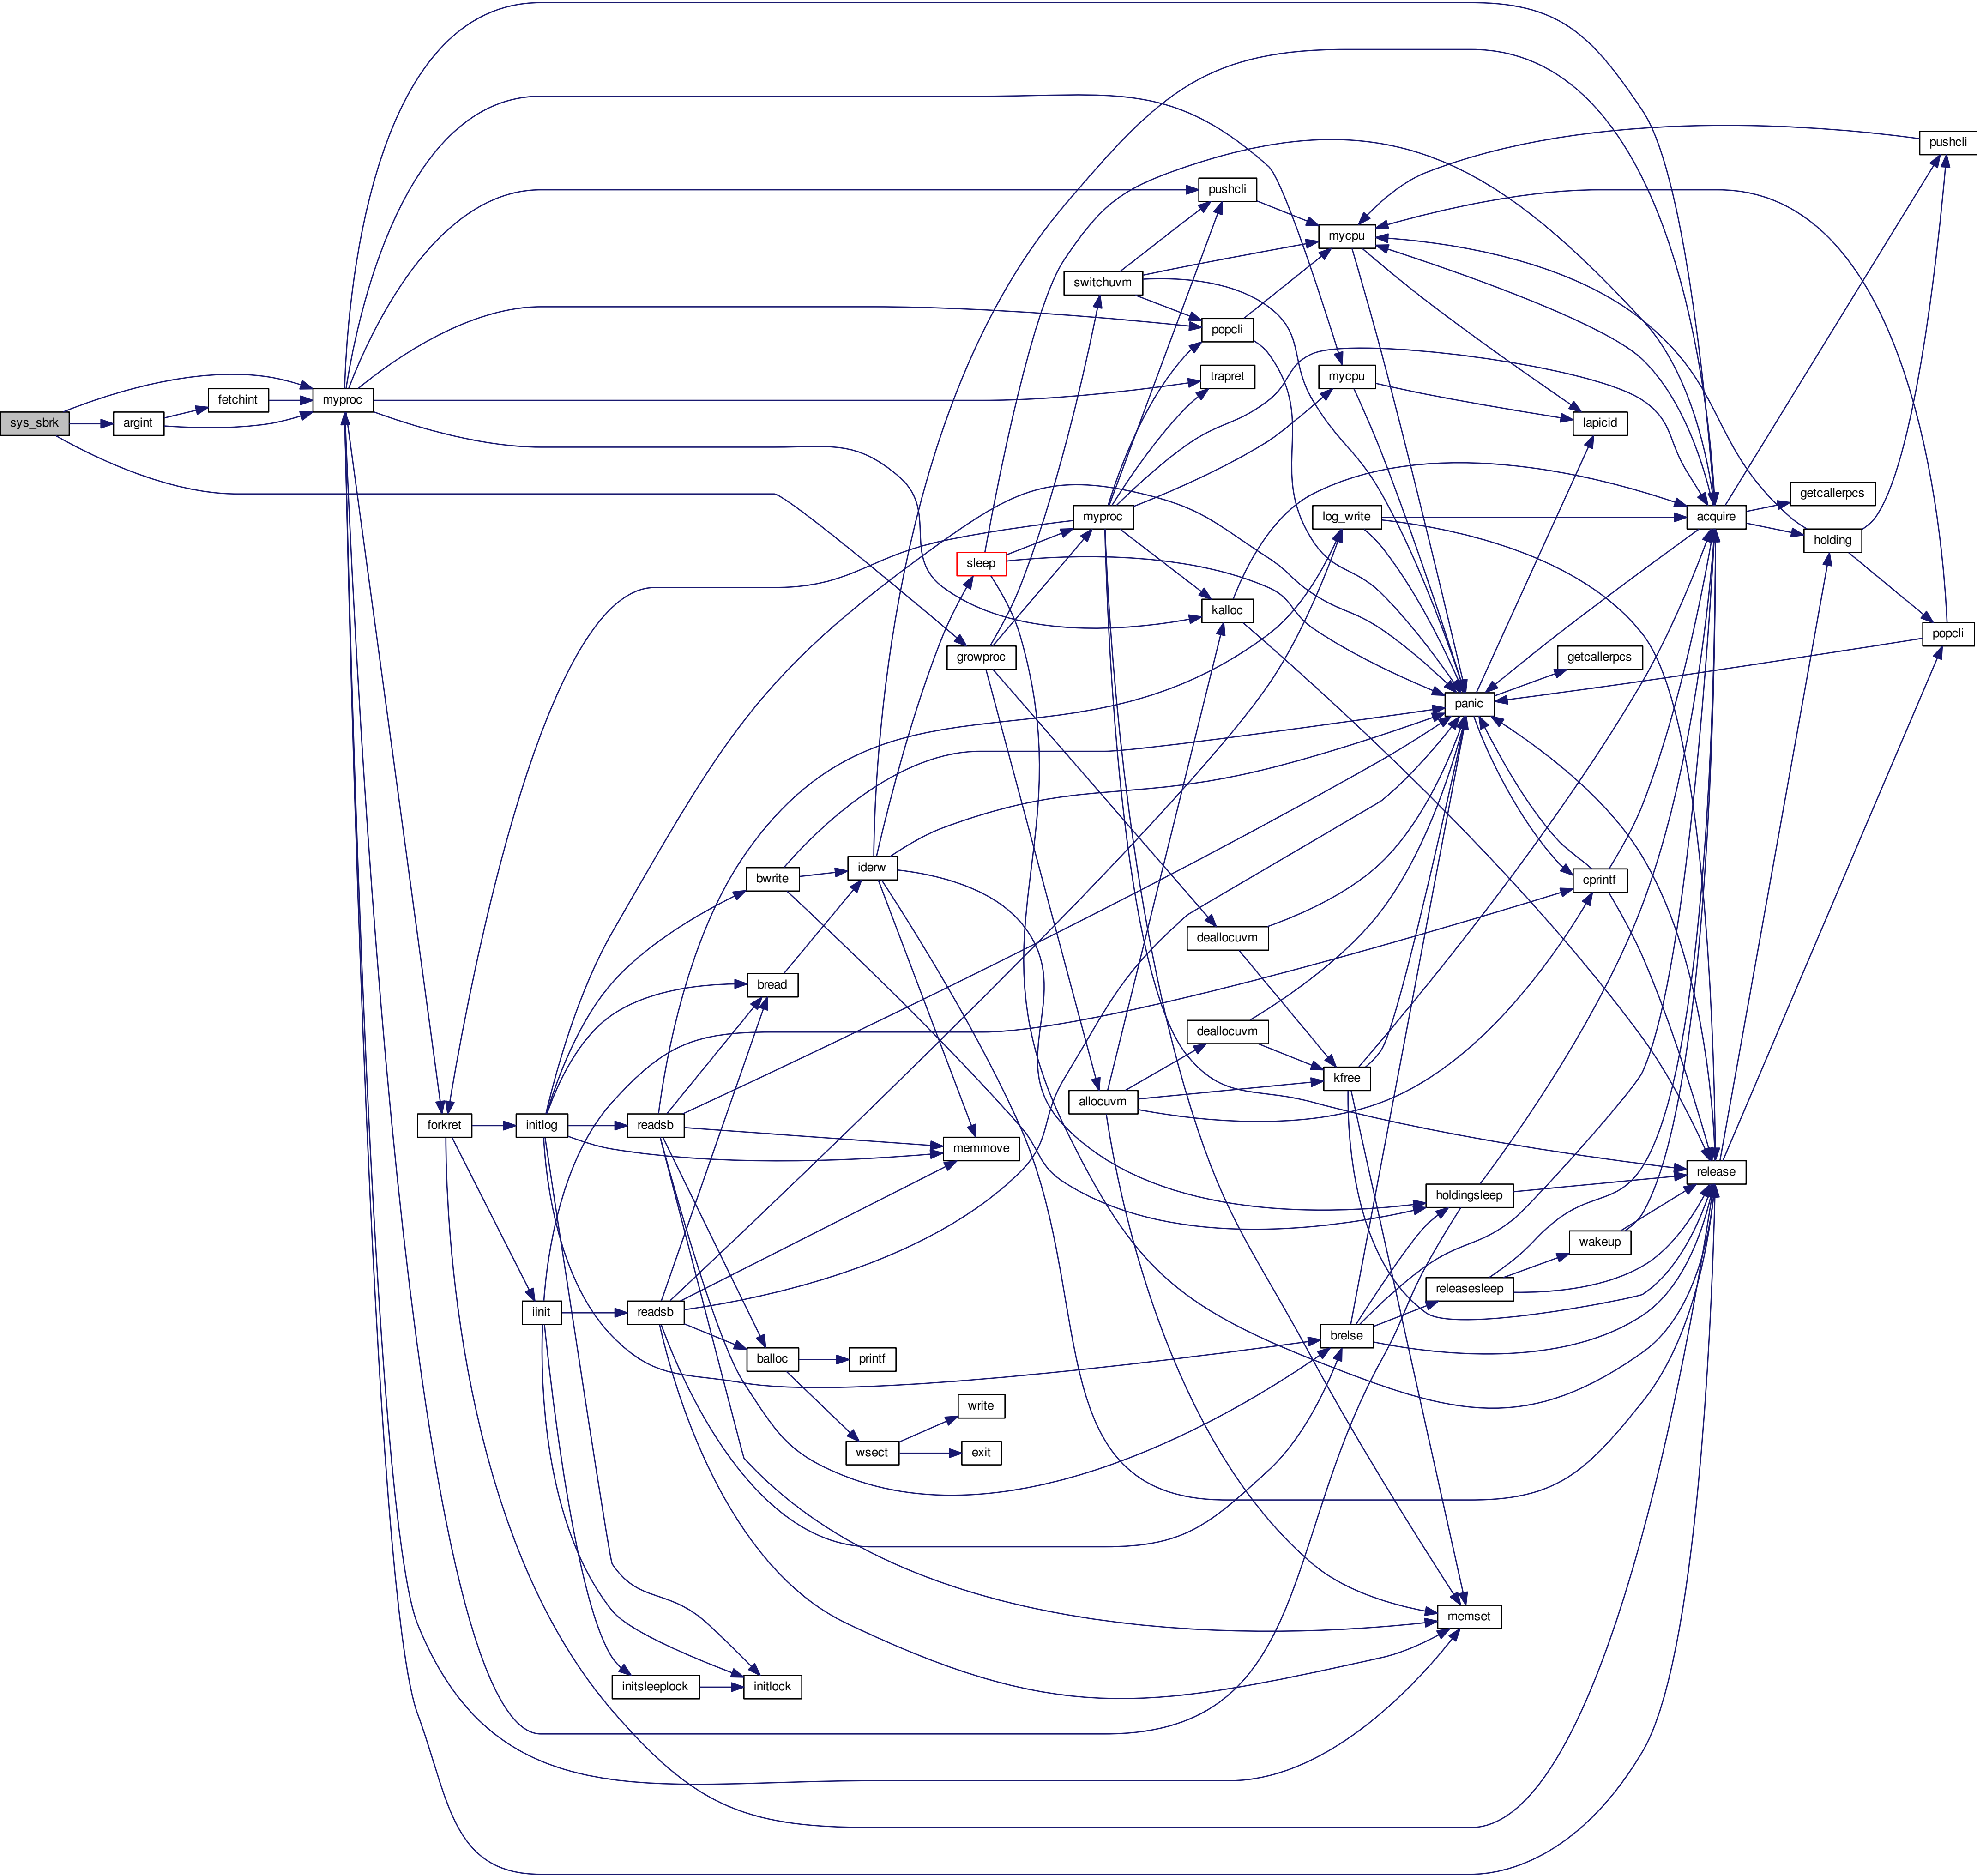 pushcli
pushcli
mycpu
switchuvm
popcli
trapret
mycpu
fetchint
myproc
sys_sbrk
argint
lapicid
getcallerpcs
myproc
log_write
acquire
holding
sleep
kalloc
popcli
growproc
getcallerpcs
panic
iderw
bwrite
cprintf
deallocuvm
bread
deallocuvm
kfree
allocuvm
forkret
initlog
readsb
memmove
release
holdingsleep
wakeup
releasesleep
iinit
readsb
brelse
balloc
printf
write
wsect
exit
memset
initsleeplock
initlock